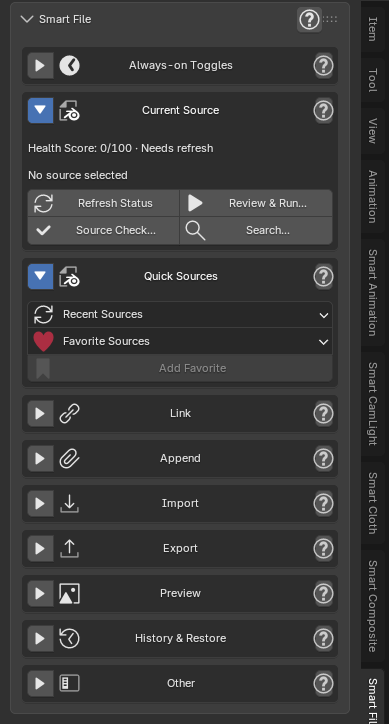 Smart File
Always-on Toggles
Current Source
Health Score: 0/100 · Needs refresh
No source selected
Refresh Status
Review & Run...
Source Check...
Search...
Quick Sources
Recent Sources
Favorite Sources
Add Favorite
Link
Append
Import
Export
Preview
History & Restore
Other
Item
Tool
View
Animation
Smart Animation
Smart CamLight
Smart Cloth
Smart Composite
Smart Fil